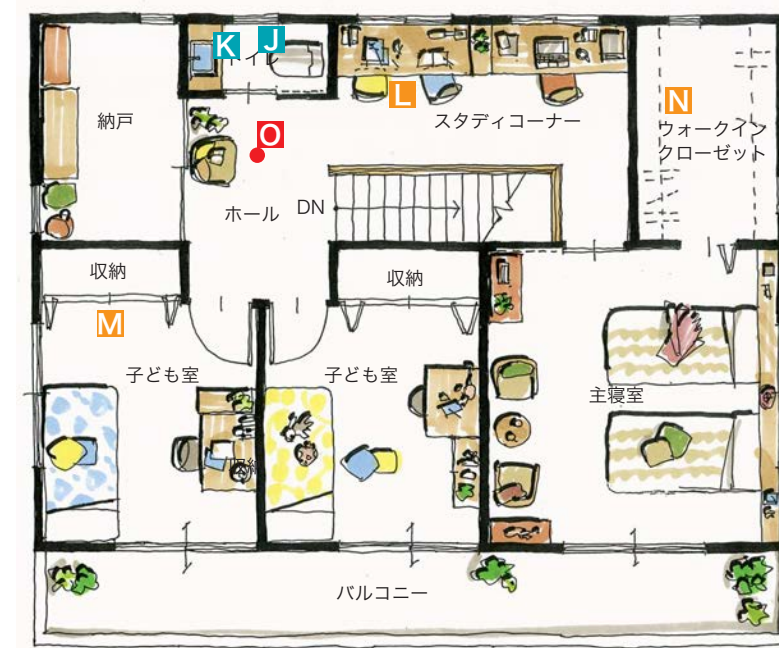 K
J
トイレ
L
N
納戸
スタディコーナー
ウォークイン
クローゼット
O
ホール
DN
収納
収納
M
子ども室
子ども室
主寝室
収納
バルコニー